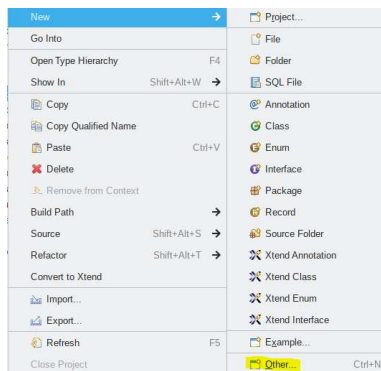 New
Go Into
Open Type Hierarchy F4
Show In Shift+Alt+W
Copy Ctrl+C
Copy Qualified Name
Paste Ctrl+V
Delete
Remove from Context
Build Path
Source Shift+Alt+S
Refactor Shift+Alt+T
Convert to Xtend
Import...
Export...
Refresh F5
Close Project
Project...
File
Folder
SQL File
Annotation
Class
Enum
Interface
Package
Record
Source Folder
Xtend Annotation
Xtend Class
Xtend Enum
Xtend Interface
Example...
Other... Ctrl+N